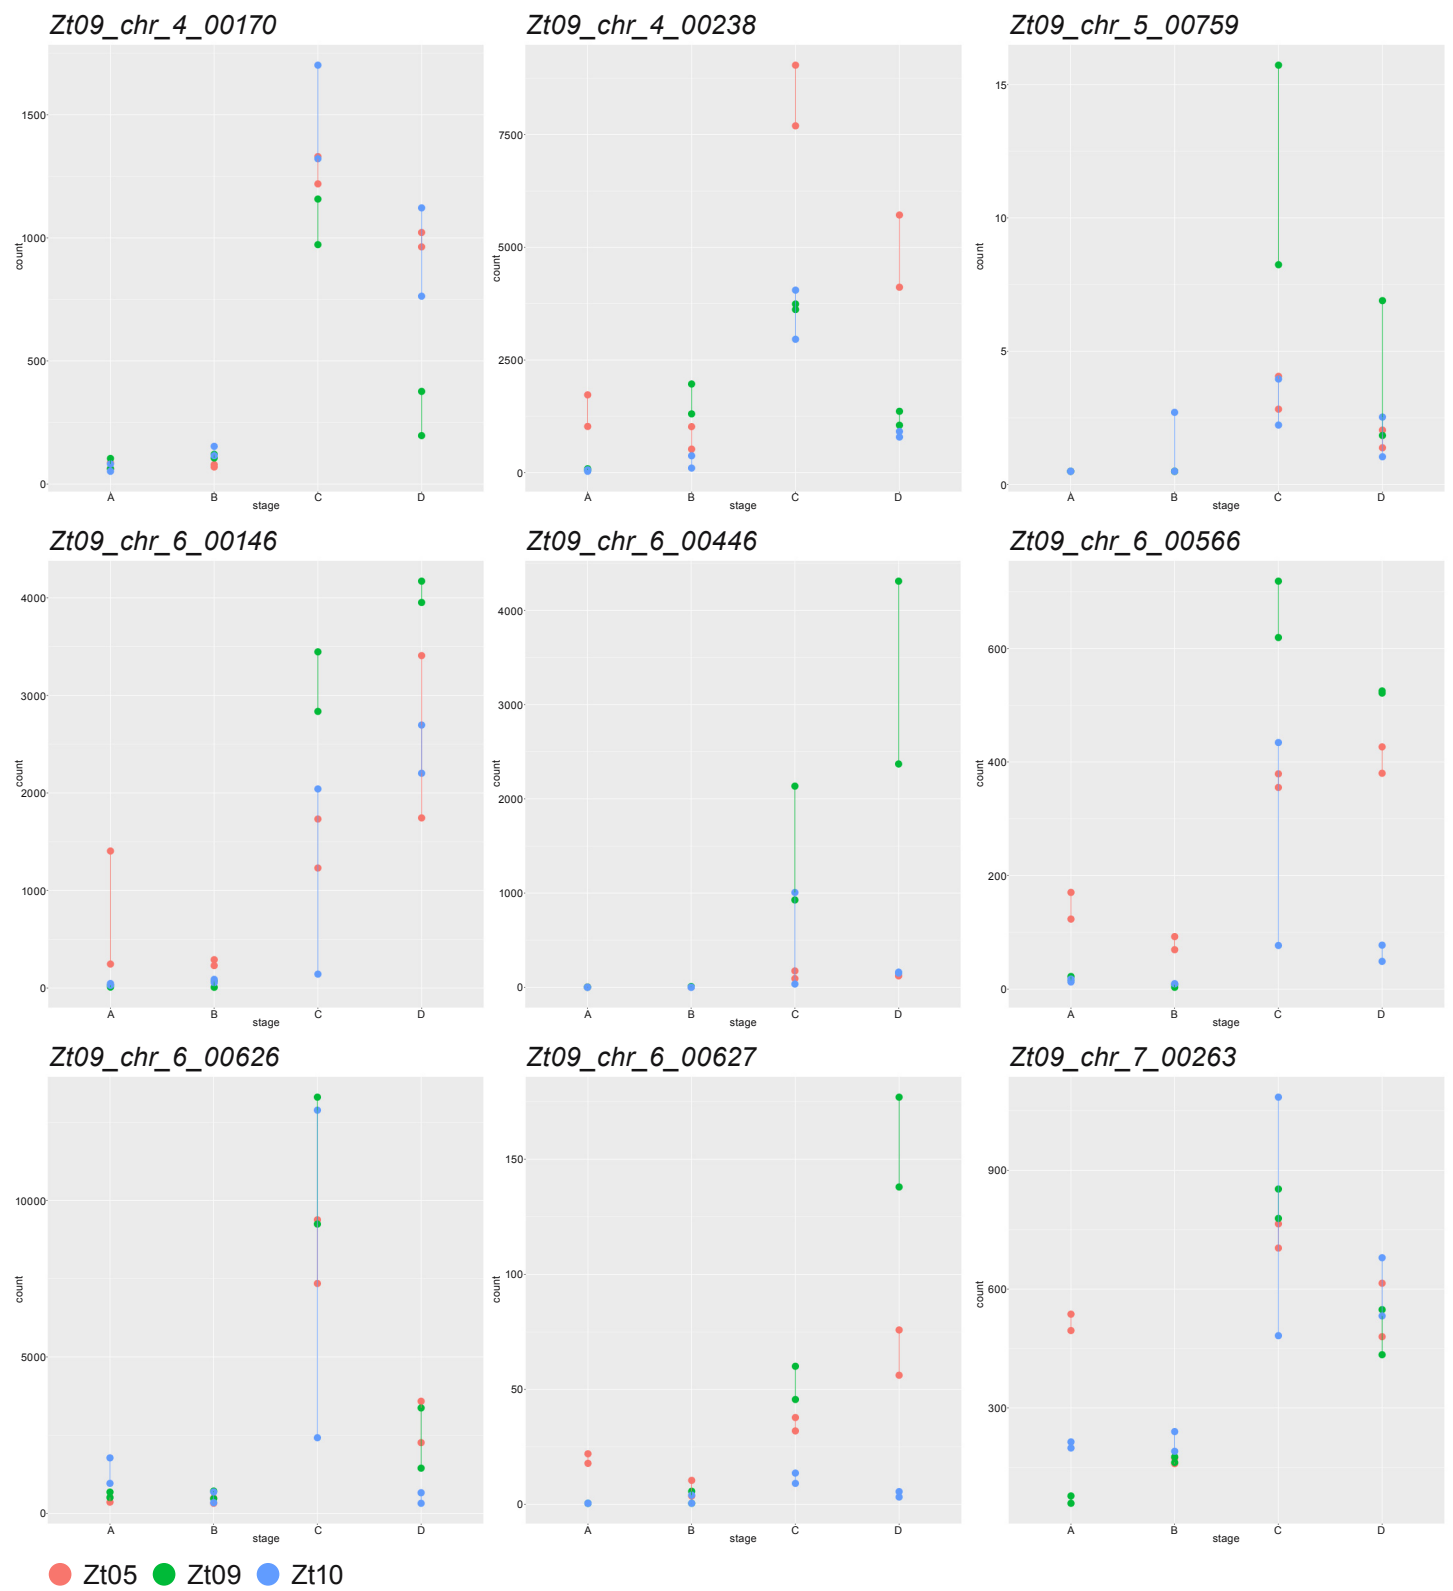 Zt09_chr_4_00170
Zt09_chr_4_00238
Zt09_chr_5_00759
1500
1000
500
0
count
A B C D
stage
7500
5000
2500
0
count
A B C D
stage
15
10
5
0
count
A B C D
stage
Zt09_chr_6_00146
Zt09_chr_6_00446
Zt09_chr_6_00566
4000
3000
2000
1000
0
count
A B C D
stage
4000
3000
2000
1000
0
count
A B C D
stage
600
400
200
0
count
A B C D
stage
Zt09_chr_6_00626
Zt09_chr_6_00627
Zt09_chr_7_00263
10000
5000
0
count
A B C D
stage
150
100
50
0
count
A B C D
stage
900
600
300
count
A B C D
stage
Zt05 Zt09 Zt10